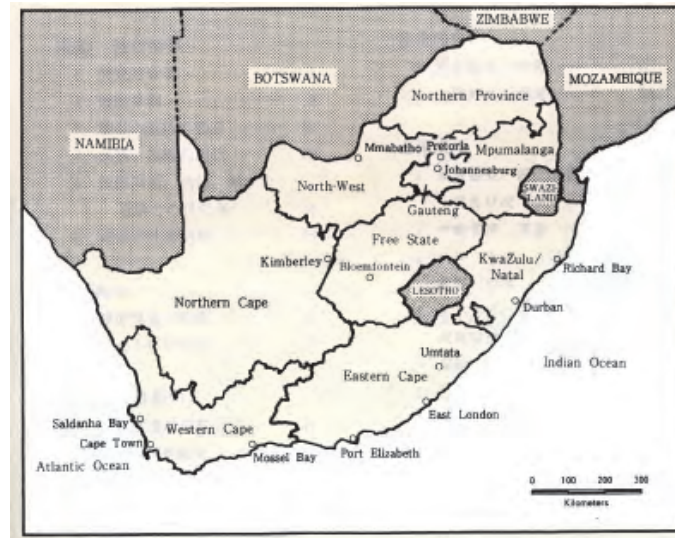 ZIMBABWE
BOTSWANA
MOZAMBIQUE
Northern Province
NAMIBIA
Mmabatho
Pretoria
Mpumalanga
Johannesburg
North-West
SWAZI-
LAND
Gauteng
Free State
Kimberley
Bloemfontein
KwaZulu/
Natal
Richard Bay
LESOTHO
Northern Cape
Durban
Umtata
Indian Ocean
Eastern Cape
East London
Saldanha Bay
Western Cape
Cape Town
Mossel Bay
Port Elizabeth
Atlantic Ocean
0 100 200 300
Kilometers